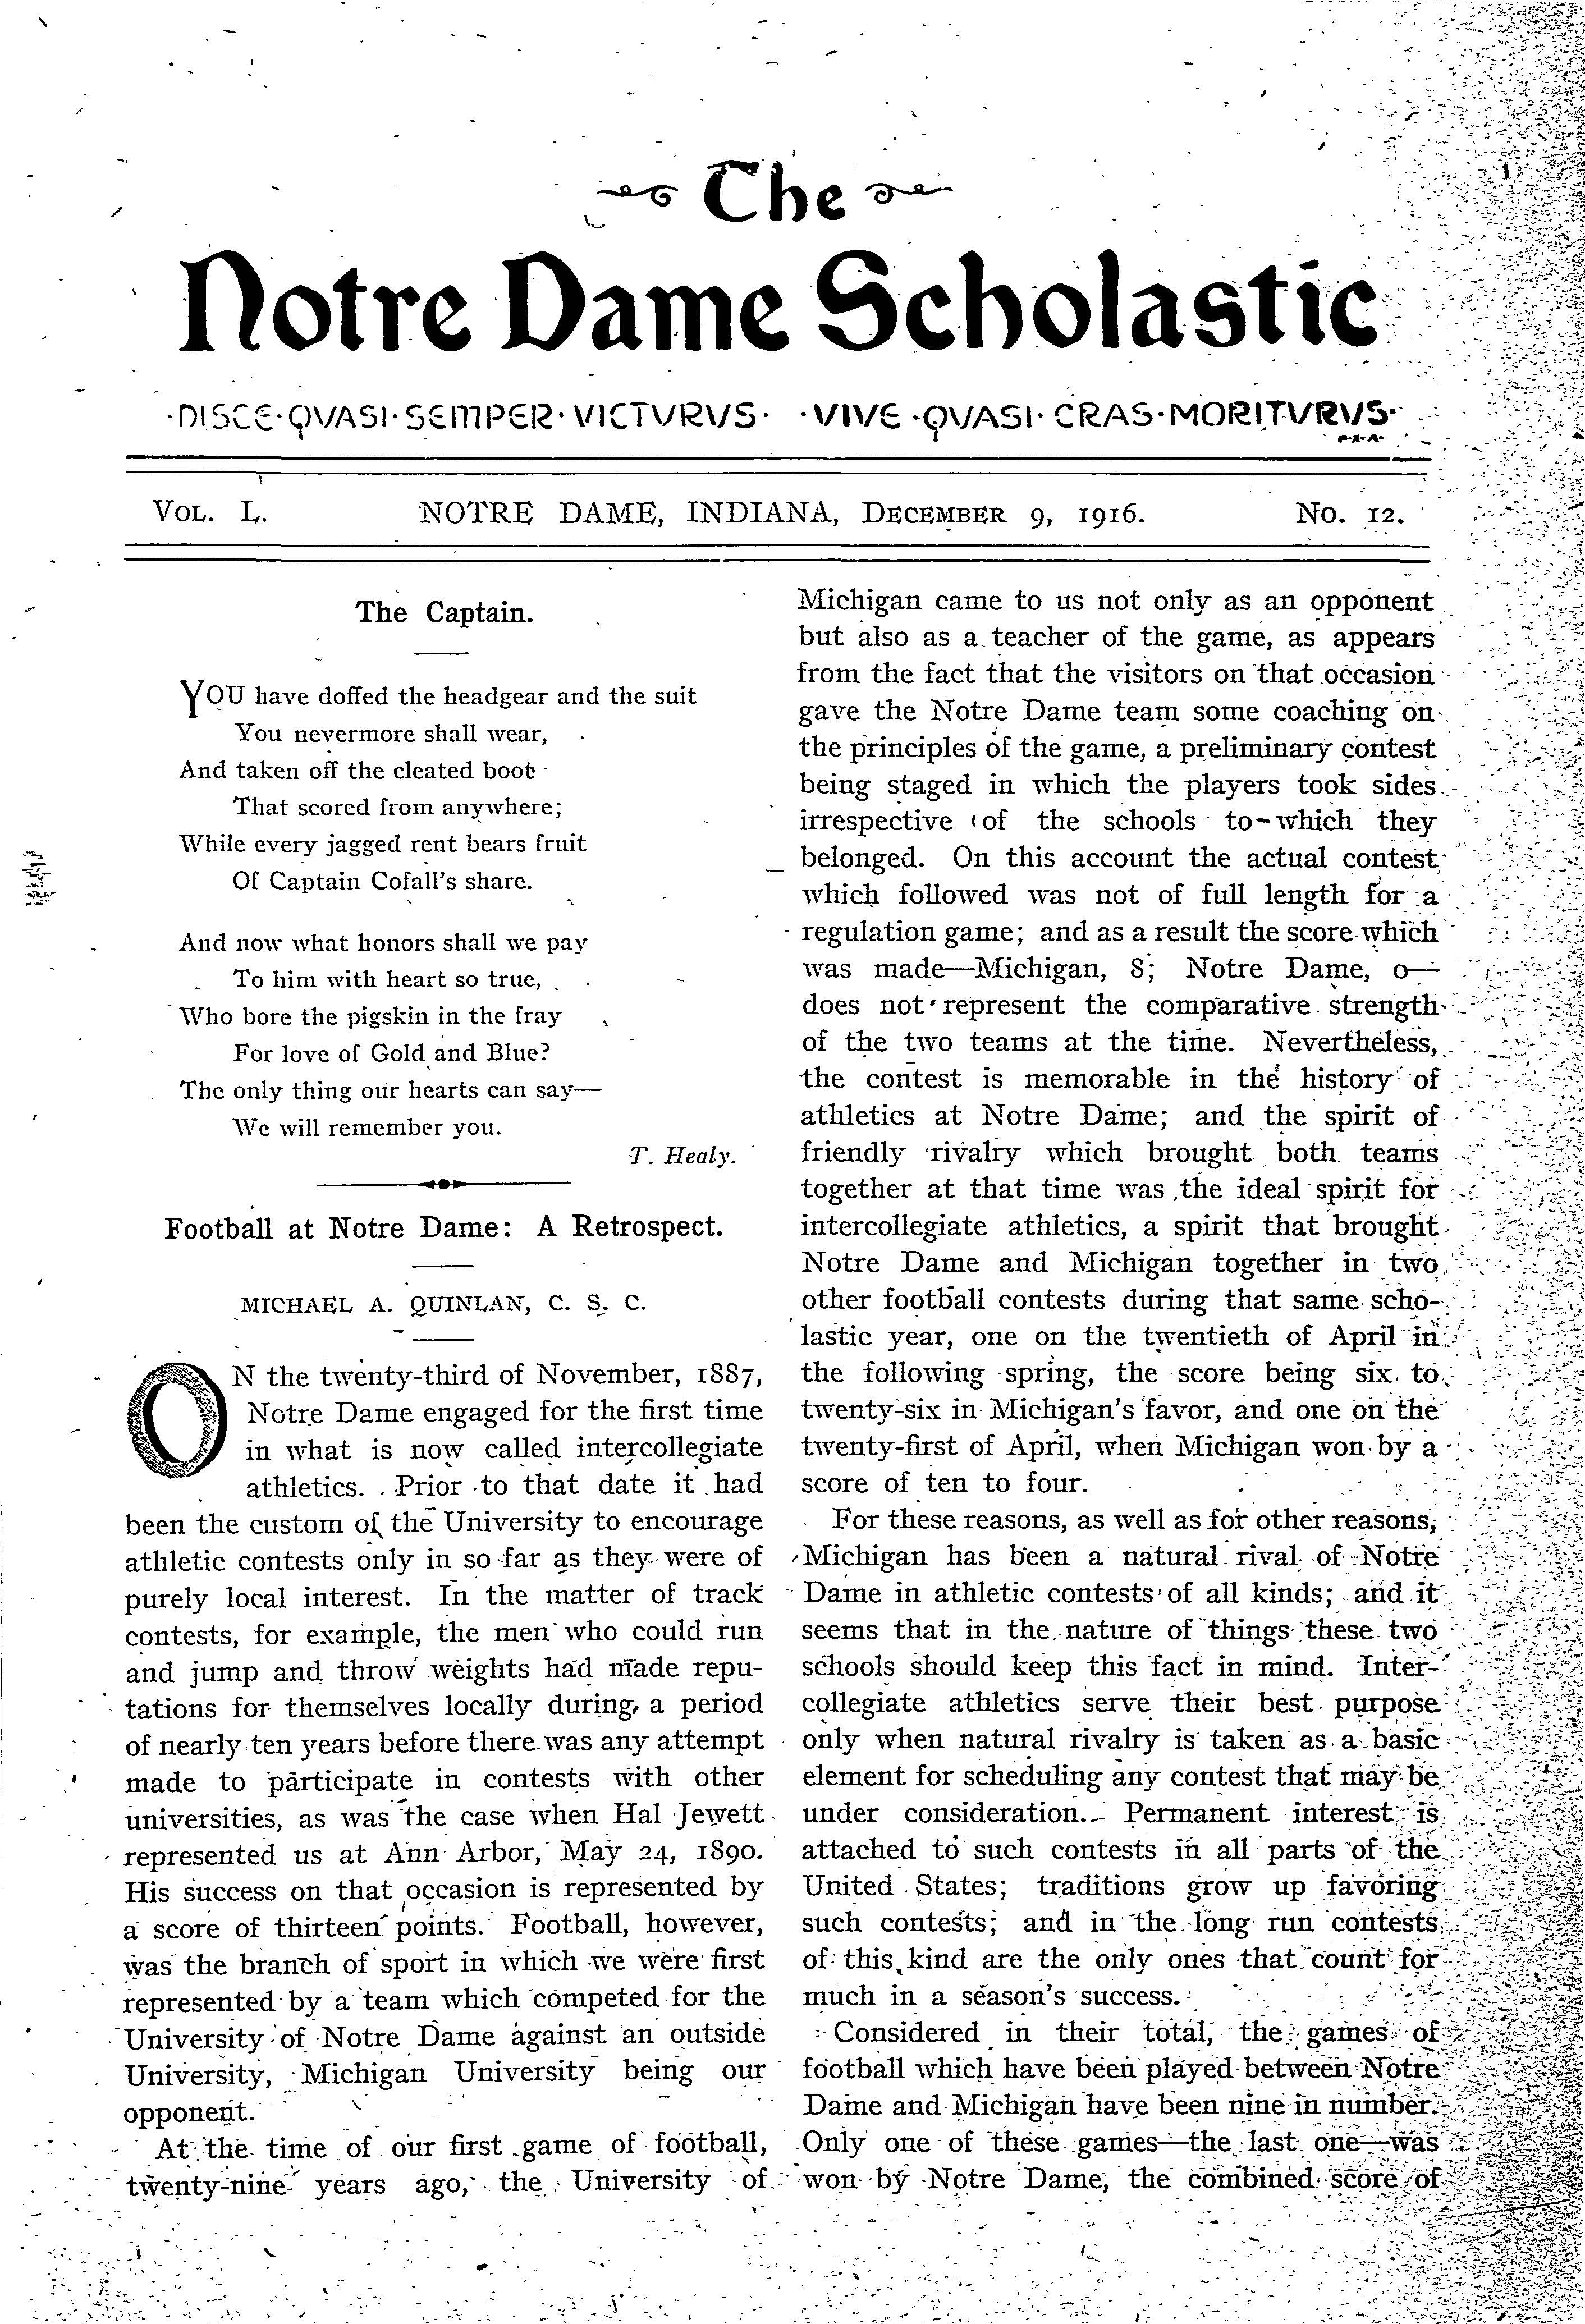 The
Notre Dame Scholastic
·DISCE·QVASI·SEMPER·VICTVRVS· ·VIVE·QVASI·CRAS·MORITVRVS·
VOL. L. NOTRE DAME, INDIANA, DECEMBER 9, 1916. NO. 12.
The Captain.
YOU have doffed the headgear and the suit
You nevermore shall wear,
And taken off the cleated boot
That scored from anywhere;
While every jagged rent bears fruit
Of Captain Cofall's share.
And now what honors shall we pay
To him with heart so true,
Who bore the pigskin in the fray
For love of Gold and Blue?
The only thing our hearts can say—
We will remember you.
T. Healy.
Football at Notre Dame: A Retrospect.
MICHAEL A. QUINLAN, C. S. C.
ON the twenty-third of November, 1887,
Notre Dame engaged for the first time
in what is now called intercollegiate
athletics. Prior to that date it had
been the custom of the University to encourage
athletic contests only in so far as they were of
purely local interest. In the matter of track
contests, for example, the men who could run
and jump and throw weights had made repu-
tations for themselves locally during a period
of nearly ten years before there was any attempt
made to participate in contests with other
universities, as was the case when Hal Jewett
represented us at Ann Arbor, May 24, 1890.
His success on that occasion is represented by
a score of thirteen points. Football, however,
was the branch of sport in which we were first
represented by a team which competed for the
University of Notre Dame against an outside
University, Michigan University being our
opponent.
At the time of our first game of football,
twenty-nine years ago, the University of
Michigan came to us not only as an opponent
but also as a teacher of the game, as appears
from the fact that the visitors on that occasion
gave the Notre Dame team some coaching on
the principles of the game, a preliminary contest
being staged in which the players took sides
irrespective of the schools to which they
belonged. On this account the actual contest
which followed was not of full length for a
regulation game; and as a result the score which
was made—Michigan, 8; Notre Dame, 0—
does not represent the comparative strength
of the two teams at the time. Nevertheless,
the contest is memorable in the history of
athletics at Notre Dame; and the spirit of
friendly rivalry which brought both teams
together at that time was the ideal spirit for
intercollegiate athletics, a spirit that brought
Notre Dame and Michigan together in two
other football contests during that same scho-
lastic year, one on the twentieth of April in
the following spring, the score being six to
twenty-six in Michigan's favor, and one on the
twenty-first of April, when Michigan won by a
score of ten to four.
For these reasons, as well as for other reasons,
Michigan has been a natural rival of Notre
Dame in athletic contests of all kinds; and it
seems that in the nature of things these two
schools should keep this fact in mind. Inter-
collegiate athletics serve their best purpose
only when natural rivalry is taken as a basic
element for scheduling any contest that may be
under consideration. Permanent interest is
attached to such contests in all parts of the
United States; traditions grow up favoring
such contests; and in the long run contests
of this kind are the only ones that count for
much in a season's success.
Considered in their total, the games of
football which have been played between Notre
Dame and Michigan have been nine in number.
Only one of these games—the last one—was
won by Notre Dame, the combined score of